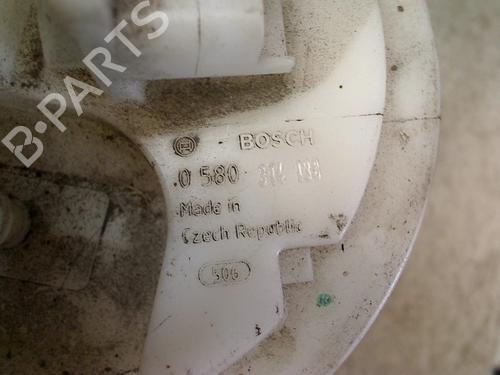 B-PARTS
BOSCH
0 580
Made in
Czech Republic
506